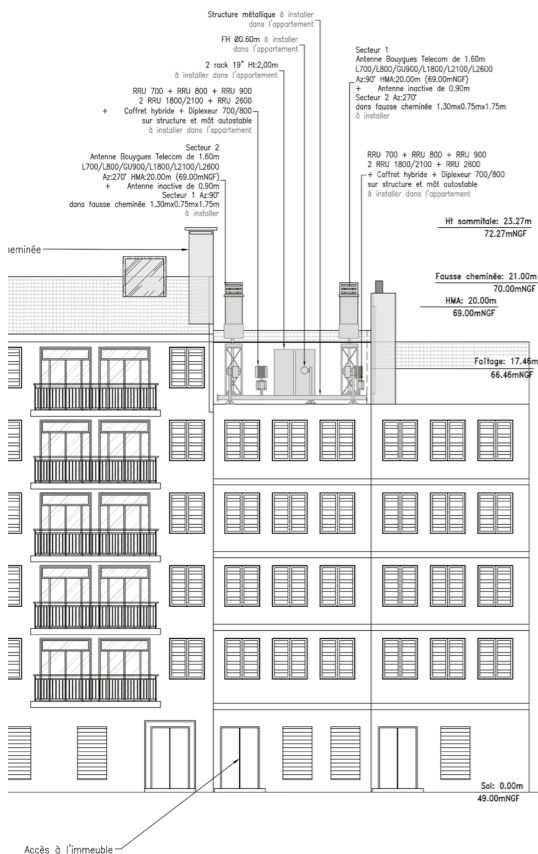 Structure métallique à installer
dans l'appartement
FH Ø0.60m à installer
dans l'appartement
2 rack 19" Ht:2,00m
à installer dans l'appartement
RRU 700 + RRU 800 + RRU 900
2 RRU 1800/2100 + RRU 2600
+ Coffret hybride + Diplexeur 700/800
sur structure et mât autostable
à installer dans l'appartement
Secteur 2
Antenne Bouygues Telecom de 1.60m
L700/L800/GU900/L1800/L2100/L2600
Az:270° HMA:20.00m (69.00mNGF)
+ Antenne inactive de 0.90m
Secteur 1 Az:90°
dans fausse cheminée 1.30mx0.75mx1.75m
à installer
Secteur 1
Antenne Bouygues Telecom de 1.60m
L700/L800/GU900/L1800/L2100/L2600
Az:90° HMA:20.00m (69.00mNGF)
+ Antenne inactive de 0.90m
Secteur 2 Az:270°
dans fausse cheminée 1.30mx0.75mx1.75m
à installer
RRU 700 + RRU 800 + RRU 900
2 RRU 1800/2100 + RRU 2600
+ Coffret hybride + Diplexeur 700/800
sur structure et mât autostable
à installer dans l'appartement
Ht sommitale: 23.27m
72.27mNGF
heminée
Fausse cheminée: 21.00m
70.00mNGF
HMA: 20.00m
69.00mNGF
Faîtage: 17.46m
66.46mNGF
Sol: 0.00m
49.00mNGF
Accès à l'immeuble